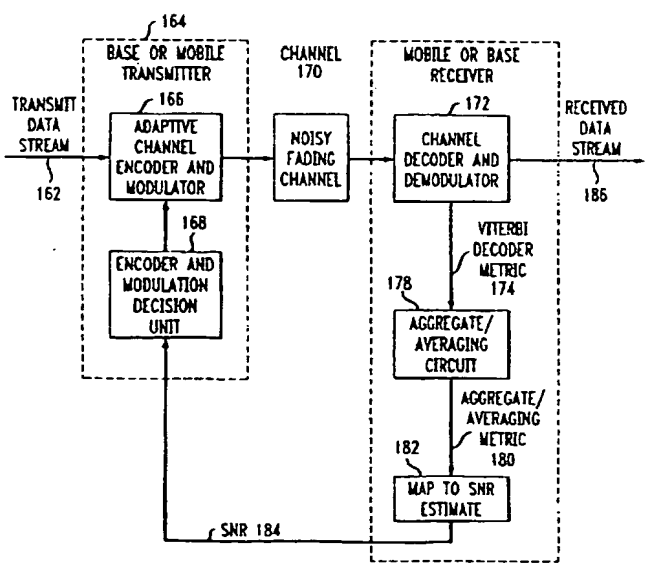 164
BASE OR MOBILE
TRANSMITTER
CHANNEL
170
MOBILE OR BASE
RECEIVER
TRANSMIT
DATA
STREAM
162
166
ADAPTIVE
CHANNEL
ENCODER AND
MODULATOR
NOISY
FADING
CHANNEL
172
CHANNEL
DECODER AND
DEMODULATOR
RECEIVED
DATA
STREAM
186
168
ENCODER AND
MODULATION
DECISION
UNIT
VITERBI
DECODER
METRIC
174
178
AGGREGATE/
AVERAGING
CIRCUIT
AGGREGATE/
AVERAGING
METRIC
180
182
MAP TO SNR
ESTIMATE
SNR 184